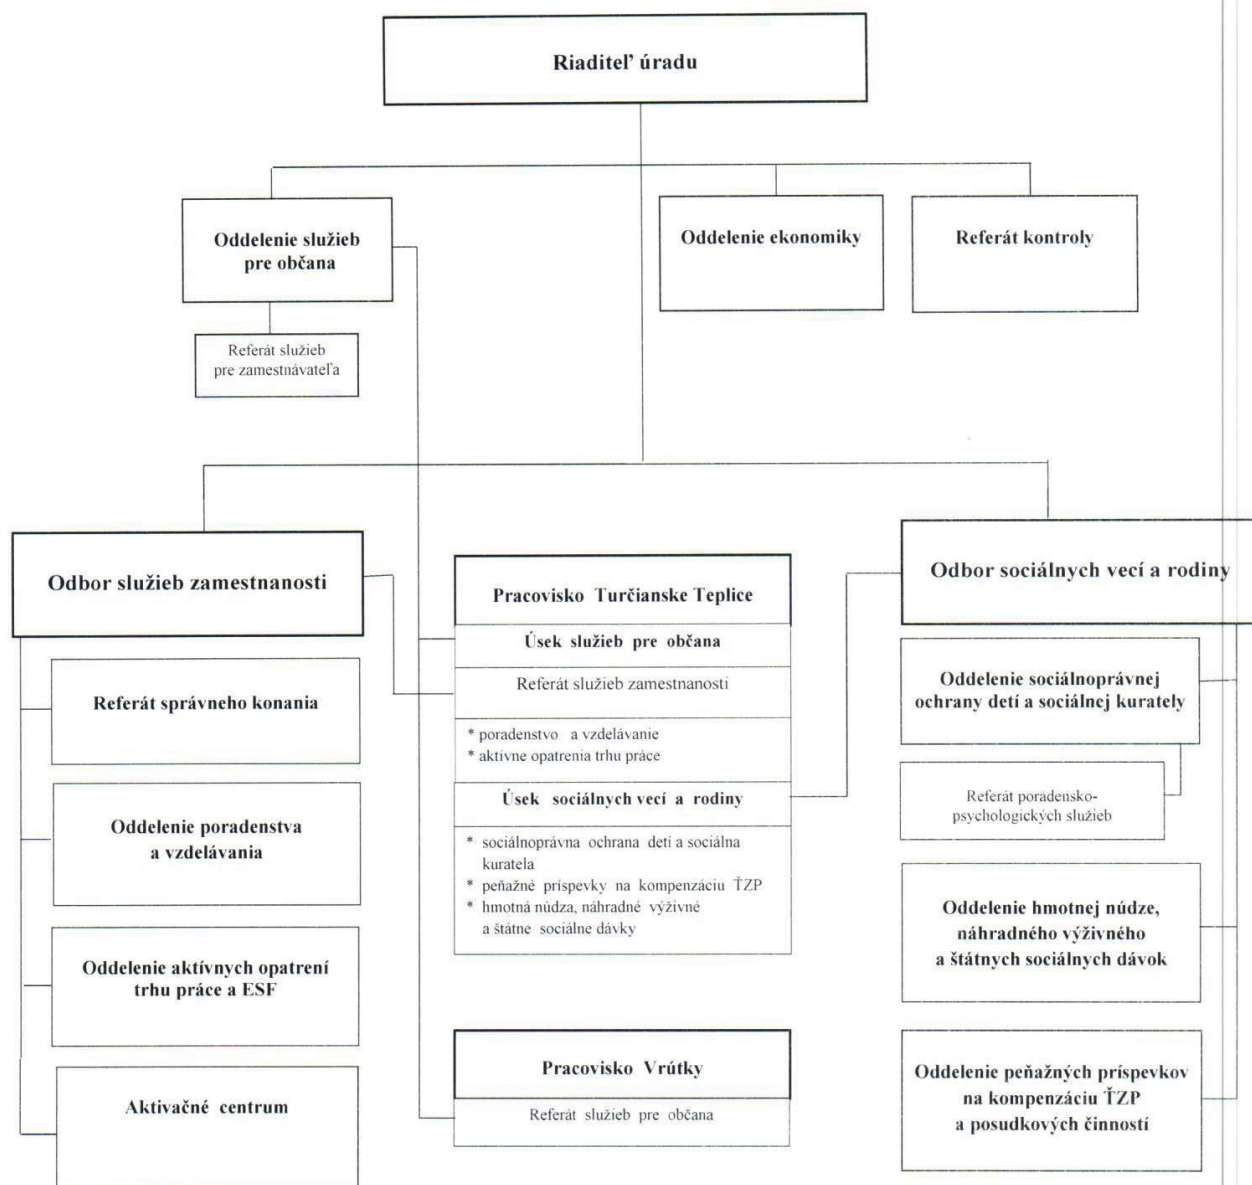 Riaditeľ úradu
Oddelenie služieb
pre občana
Oddelenie ekonomiky
Referát kontroly
Referát služieb
pre zamestnávateľa
Odbor služieb zamestnanosti
Referát správneho konania
Oddelenie poradenstva
a vzdelávania
Oddelenie aktívnych opatrení
trhu práce a ESF
Aktivačné centrum
Pracovisko Turčianske Teplice
Úsek služieb pre občana
Referát služieb zamestnanosti
* poradenstvo a vzdelávanie
* aktívne opatrenia trhu práce
Úsek sociálnych vecí a rodiny
* sociálnoprávna ochrana detí a sociálna
kuratela
* peňažné príspevky na kompenzáciu ŤZP
* hmotná núdza, náhradné výživné
a štátne sociálne dávky
Pracovisko Vrútky
Referát služieb pre občana
Odbor sociálnych vecí a rodiny
Oddelenie sociálnoprávnej
ochrany detí a sociálnej kurately
Referát poradensko-
psychologických služieb
Oddelenie hmotnej núdze,
náhradného výživného
a štátnych sociálnych dávok
Oddelenie peňažných príspevkov
na kompenzáciu ŤZP
a posudkových činností